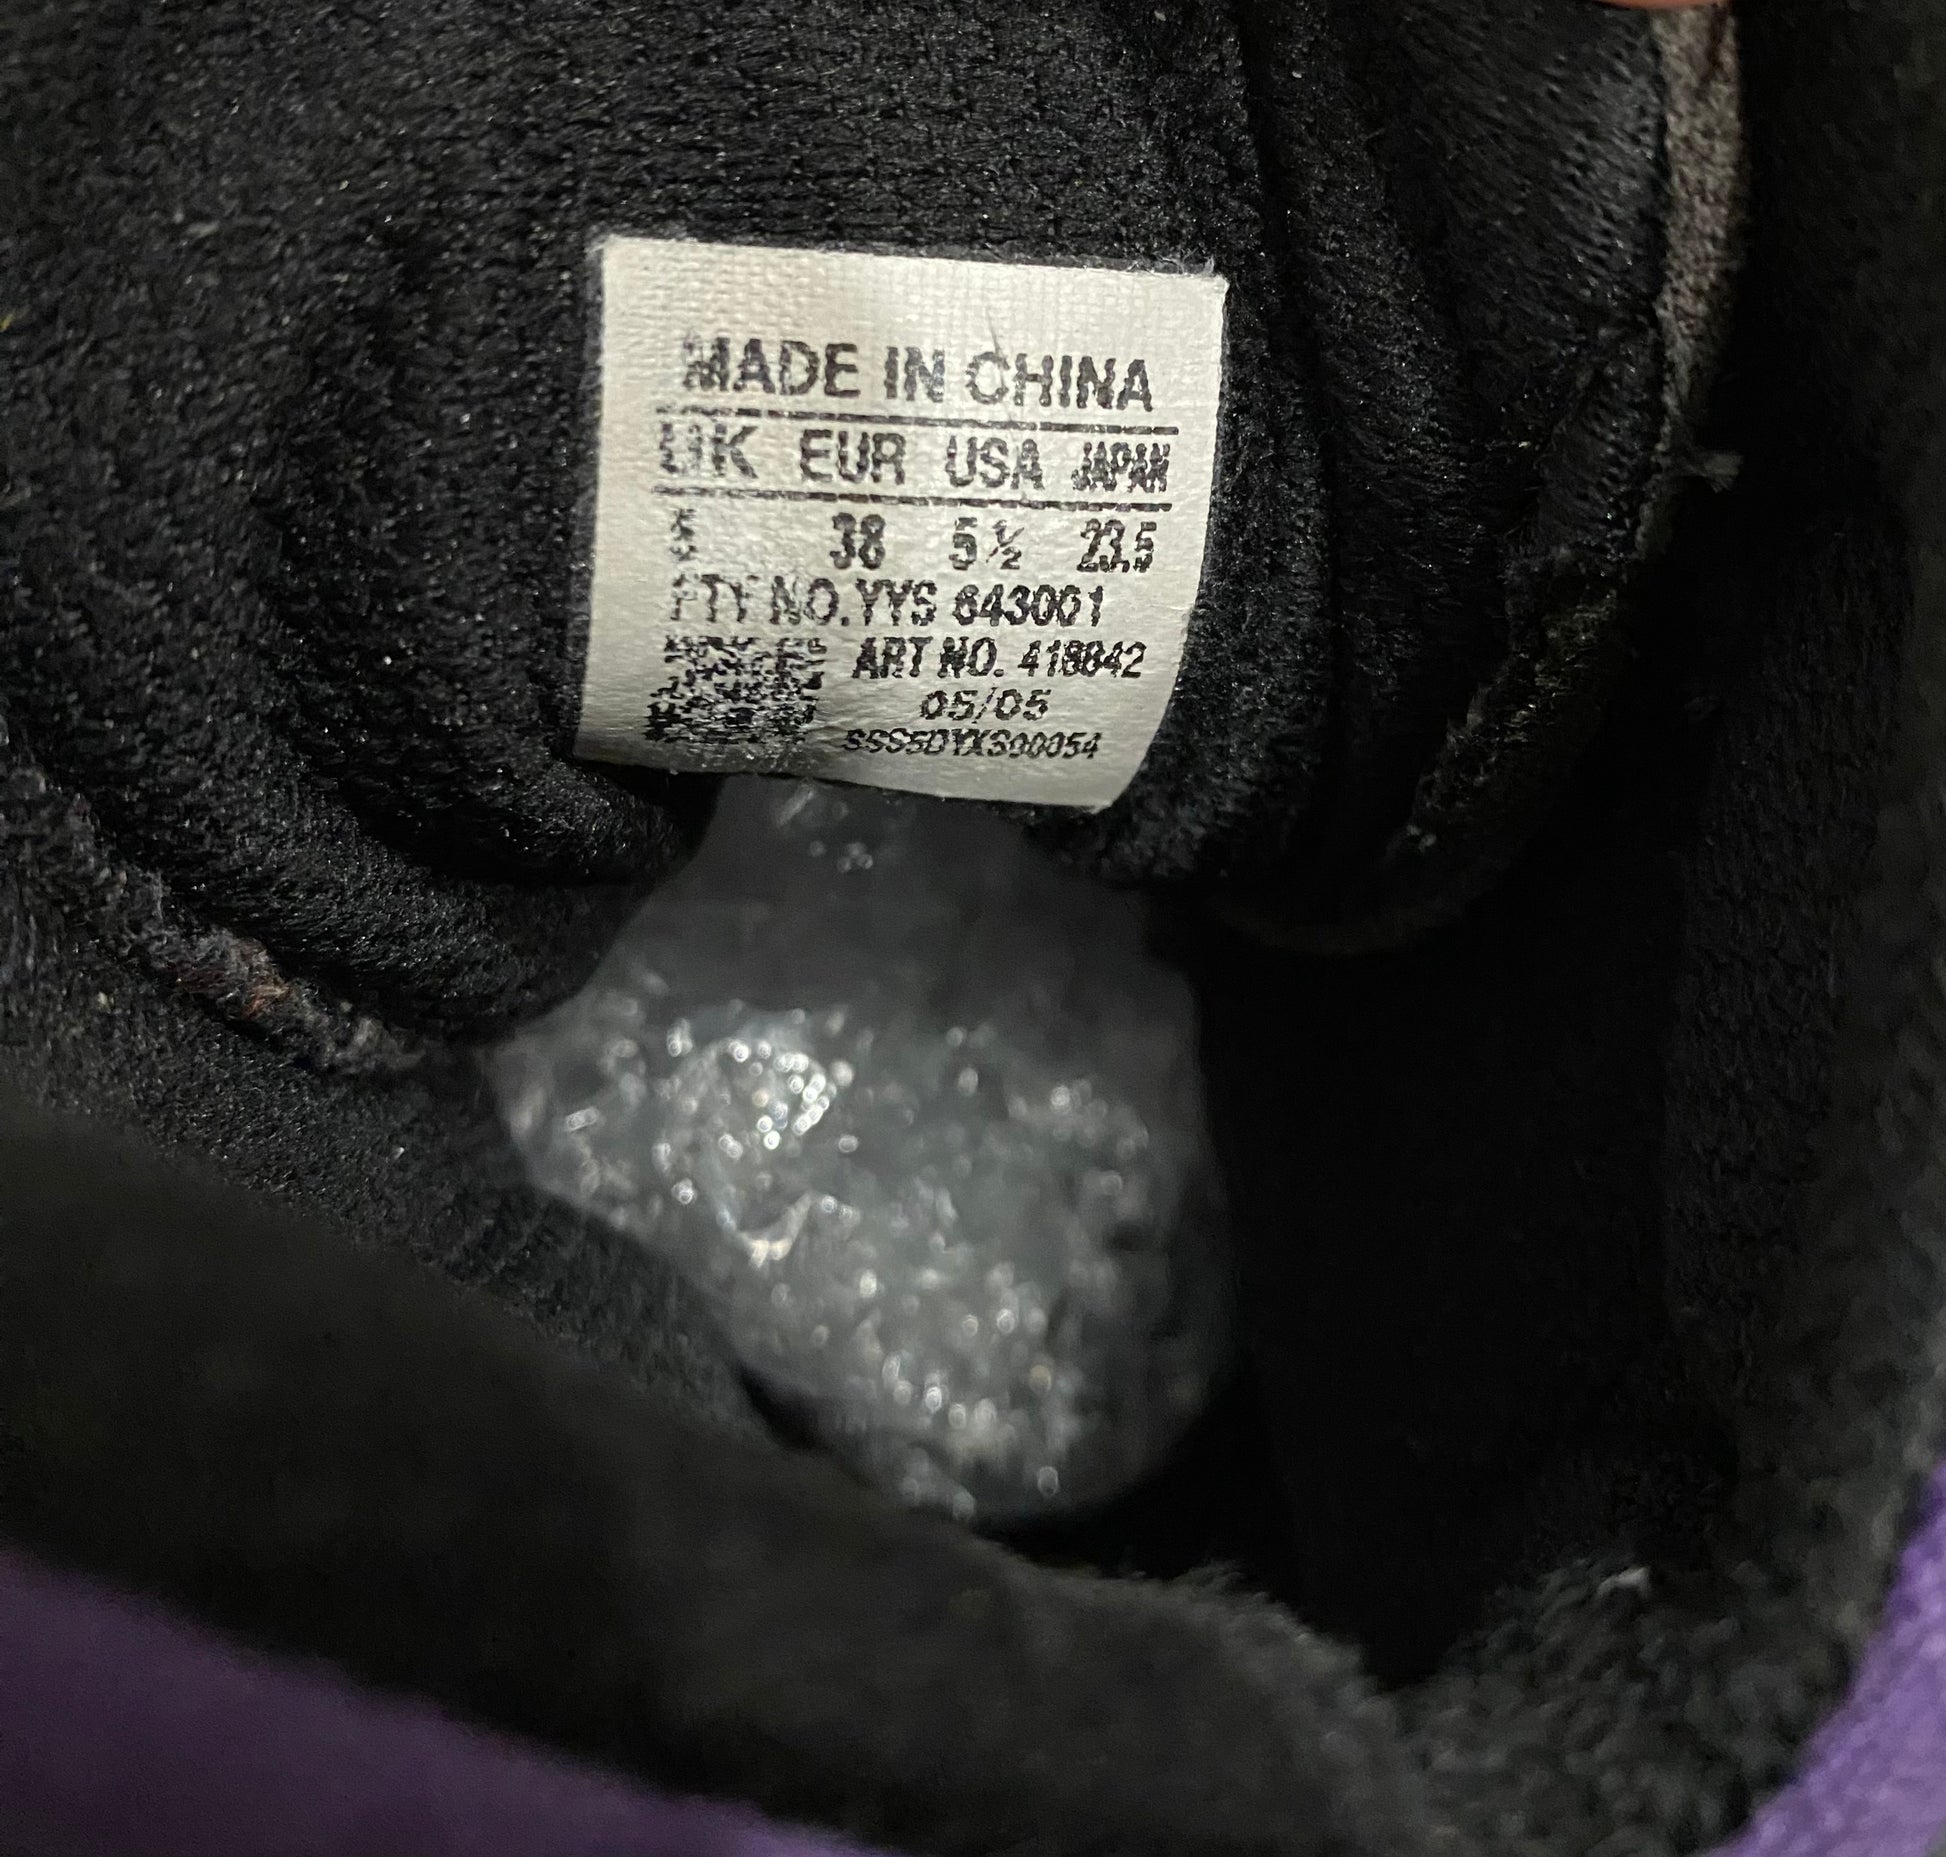 MADE IN CHINA
UK EUR USA JAPAN
5 38 5 ½ 23.5
FTY NO.YYS 643001
ART NO. 418842
05/05
SSS5DYXS00054